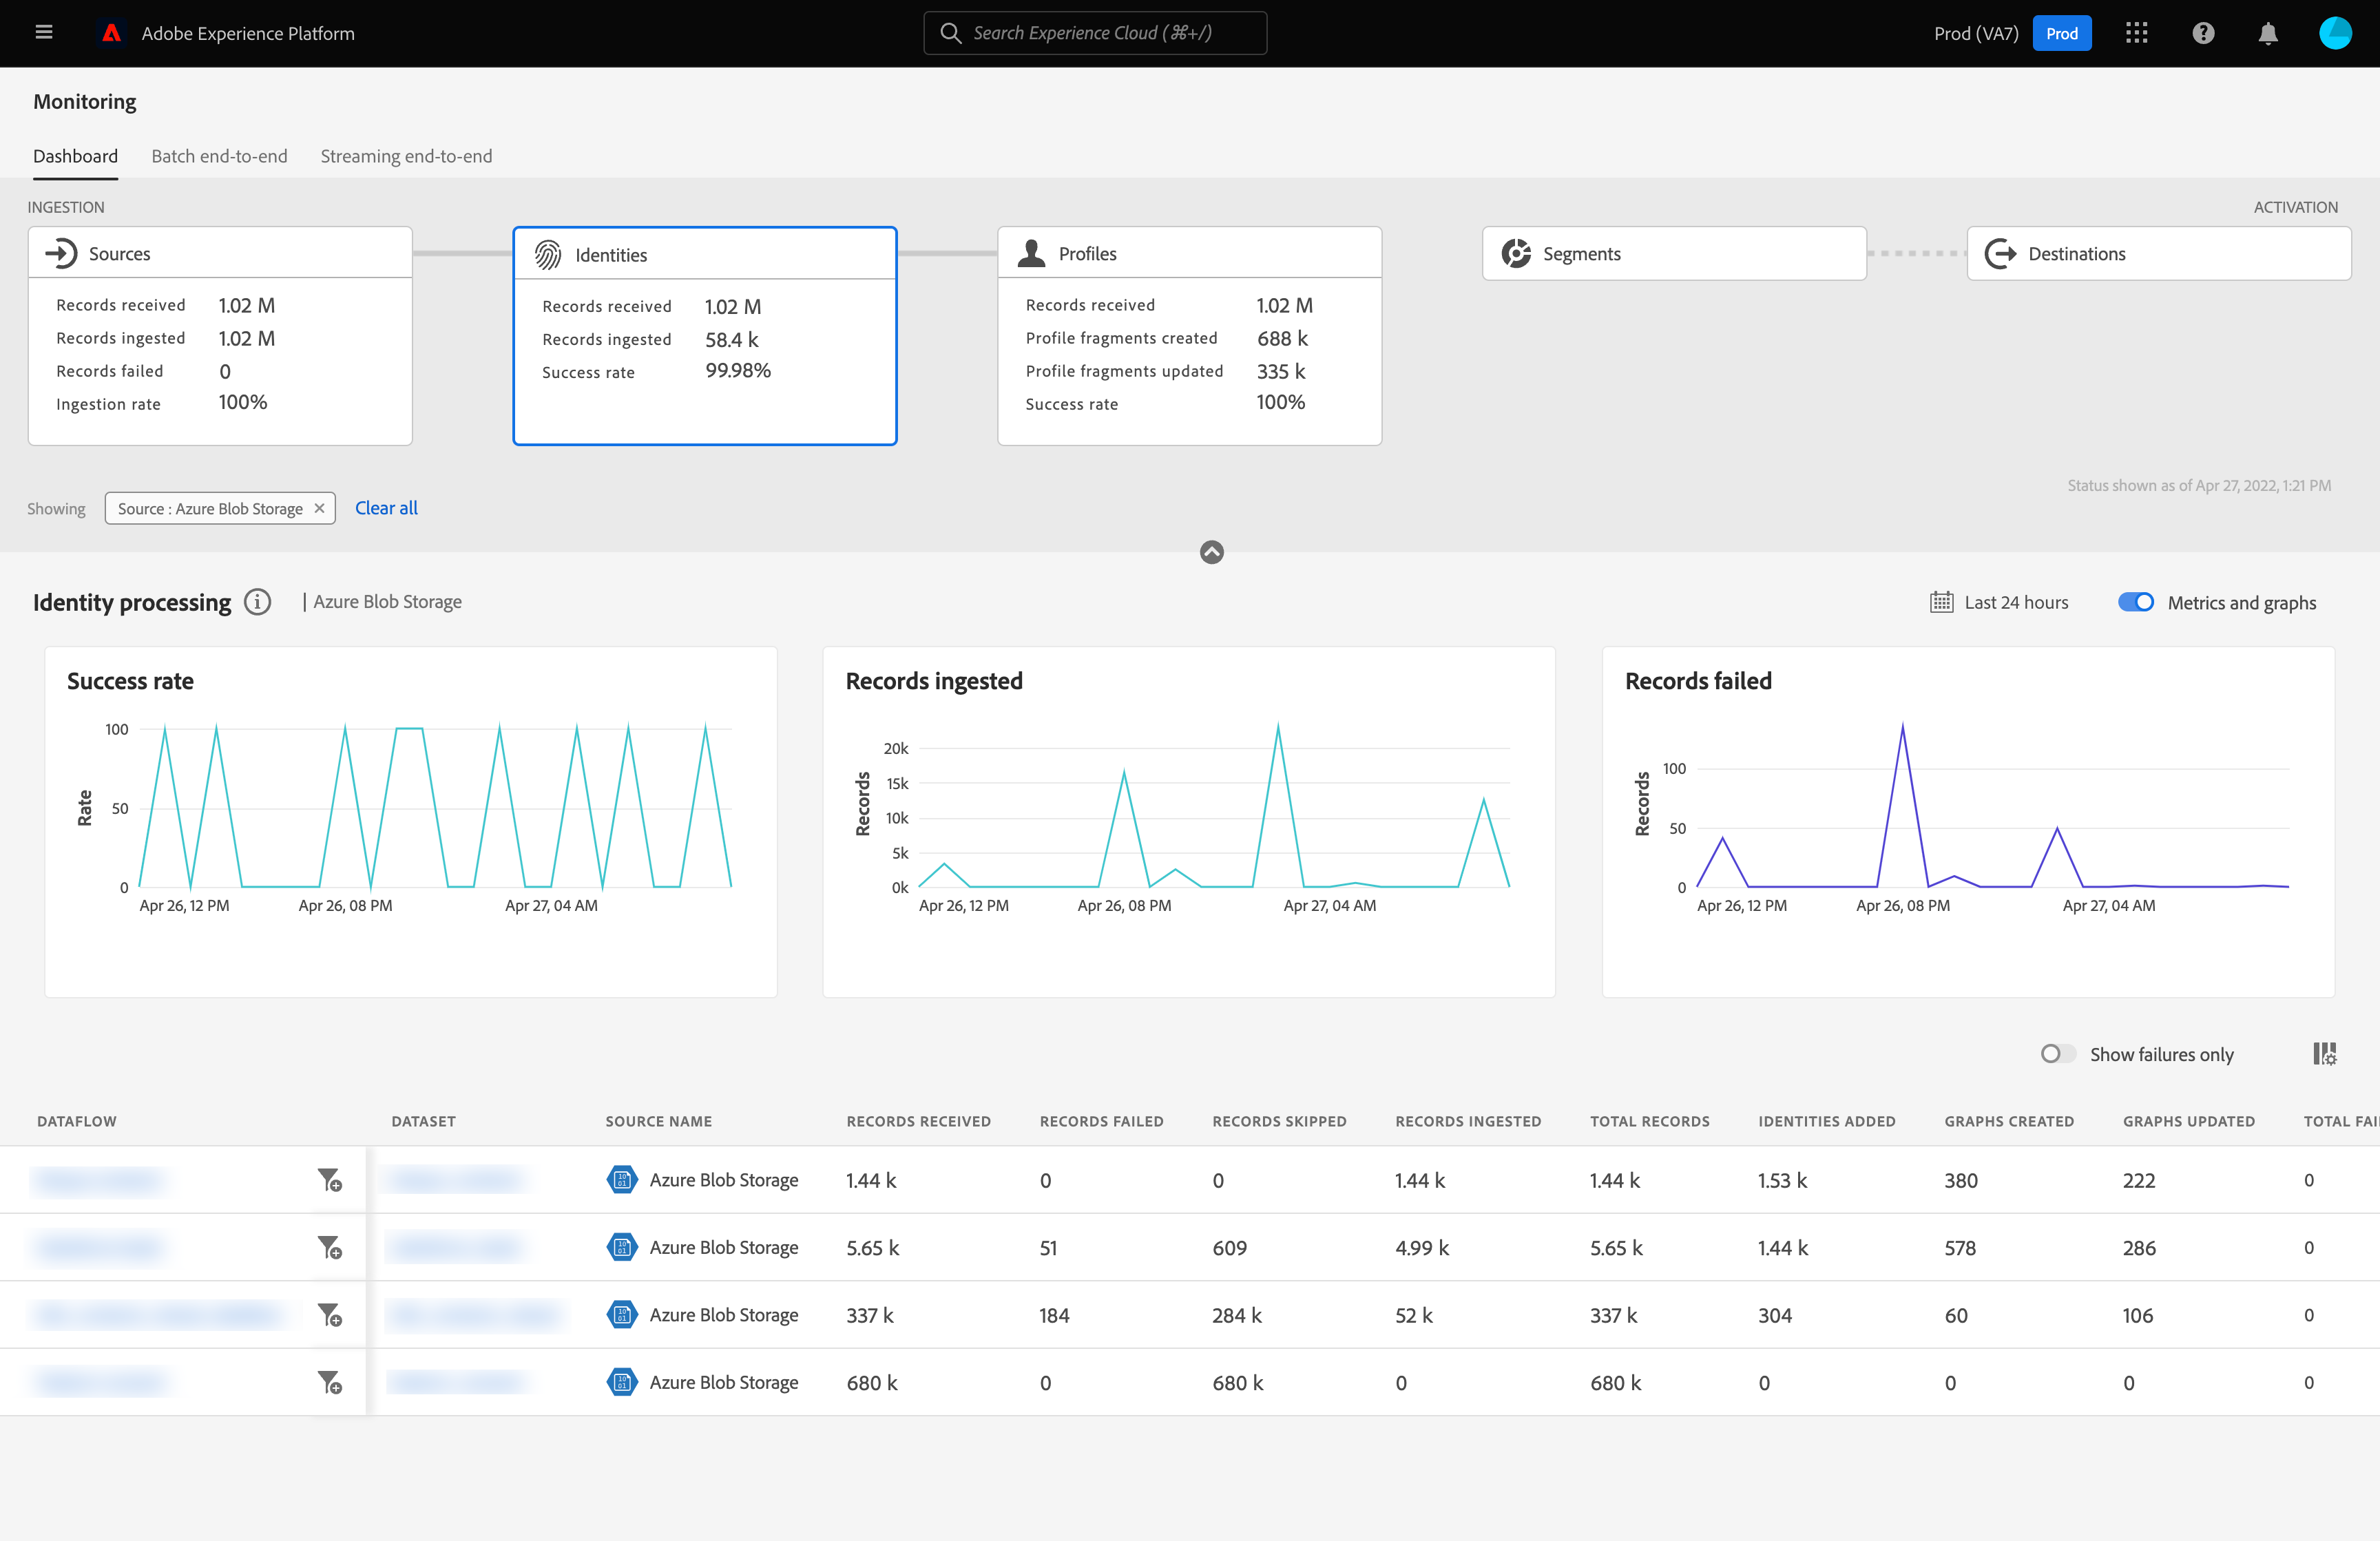 Adobe Experience Platform
Search Experience Cloud (⌘+/)
Prod (VA7)
Prod
Monitoring
Dashboard Batch end-to-end Streaming end-to-end
INGESTION
ACTIVATION
Sources
Records received 1.02 M
Records ingested 1.02 M
Records failed 0
Ingestion rate 100%
Identities
Records received 1.02 M
Records ingested 58.4 k
Success rate 99.98%
Profiles
Records received 1.02 M
Profile fragments created 688 k
Profile fragments updated 335 k
Success rate 100%
Segments
Destinations
Status shown as of Apr 27, 2022, 1:21 PM
Showing Source : Azure Blob Storage Clear all
Identity processing | Azure Blob Storage
Last 24 hours Metrics and graphs
Success rate
Rate
100
50
0
Apr 26, 12 PM Apr 26, 08 PM Apr 27, 04 AM
Records ingested
Records
20k
15k
10k
5k
0k
Apr 26, 12 PM Apr 26, 08 PM Apr 27, 04 AM
Records failed
Records
100
50
0
Apr 26, 12 PM Apr 26, 08 PM Apr 27, 04 AM
Show failures only
DATAFLOW DATASET SOURCE NAME RECORDS RECEIVED RECORDS FAILED RECORDS SKIPPED RECORDS INGESTED TOTAL RECORDS IDENTITIES ADDED GRAPHS CREATED GRAPHS UPDATED TOTAL FAI
Azure Blob Storage 1.44 k 0 0 1.44 k 1.44 k 1.53 k 380 222 0
Azure Blob Storage 5.65 k 51 609 4.99 k 5.65 k 1.44 k 578 286 0
Azure Blob Storage 337 k 184 284 k 52 k 337 k 304 60 106 0
Azure Blob Storage 680 k 0 680 k 0 680 k 0 0 0 0